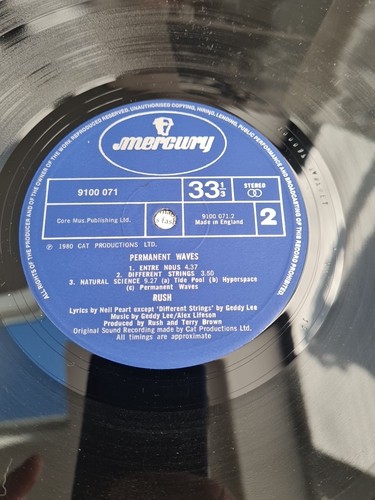 ALL RIGHTS OF THE PRODUCER AND OF THE OWNER OF THE WORK REPRODUCED RESERVED. UNAUTHORISED COPYING, HIRING, LENDING, PUBLIC PERFORMANCE AND BROADCASTING OF THIS RECORD PROHIBITED.
mercury
9100 071
33 1/3
STEREO
Core Mus.Publishing Ltd.
9100 071.2
Made in England
2
℗ 1980 CAT PRODUCTIONS LTD.
PERMANENT WAVES
1. ENTRE NOUS 4.37
2. DIFFERENT STRINGS 3.50
3. NATURAL SCIENCE 9.27 (a) Tide Pool (b) Hyperspace
(c) Permanent Waves
RUSH
Lyrics by Neil Peart except 'Different Strings' by Geddy Lee
Music by Geddy Lee/Alex Lifeson
Produced by Rush and Terry Brown
Original Sound Recording made by Cat Productions Ltd.
All timings are approximate